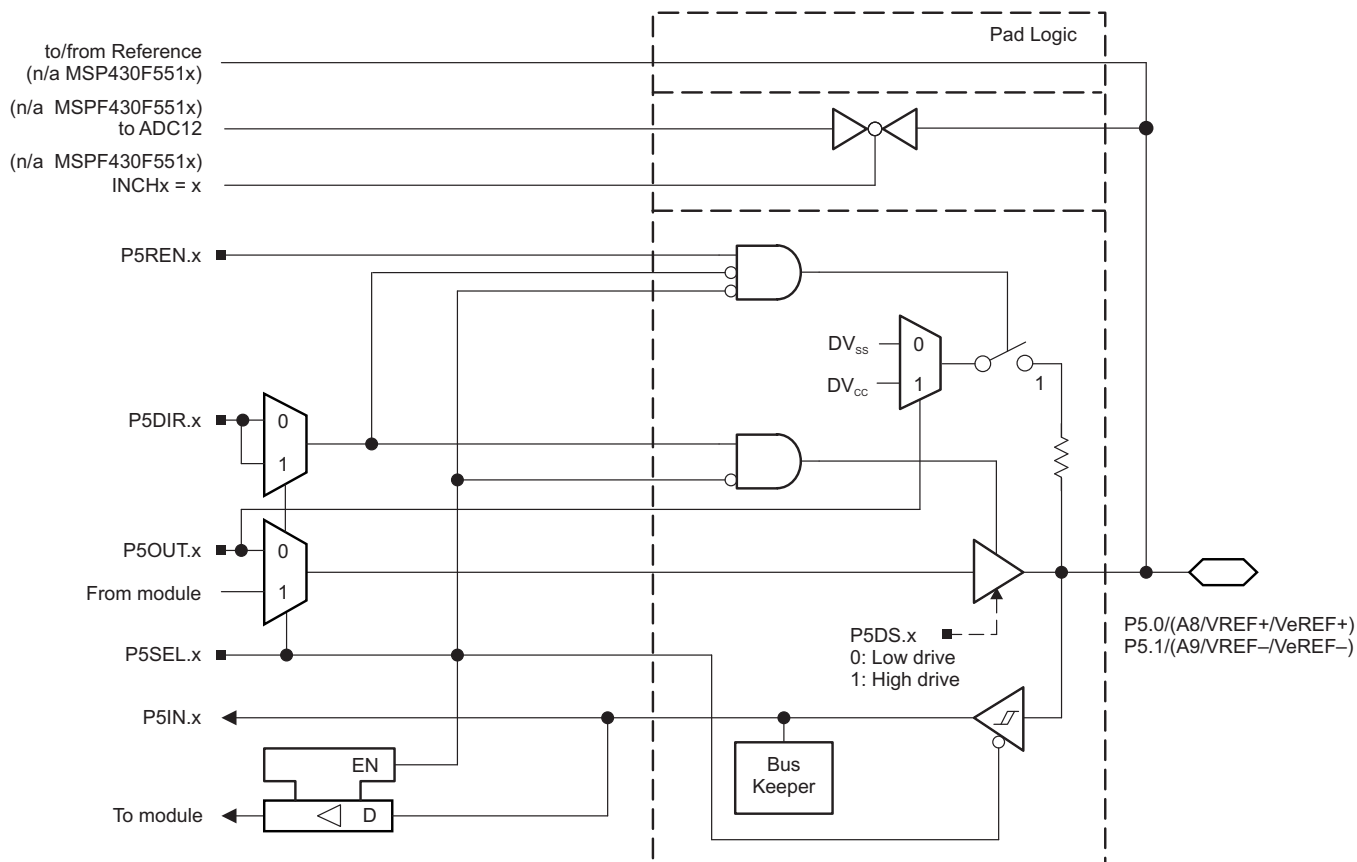 Pad Logic
to/from Reference
(n/a MSP430F551x)
(n/a MSPF430F551x)
to ADC12
(n/a MSPF430F551x)
INCHx = x
P5REN.x
DVSS
0
DVCC
1
1
P5DIR.x
0
1
P5OUT.x
0
From module
1
P5SEL.x
P5DS.x
0: Low drive
1: High drive
P5.0/(A8/VREF+/VeREF+)
P5.1/(A9/VREF–/VeREF–)
P5IN.x
Bus
Keeper
EN
To module
D